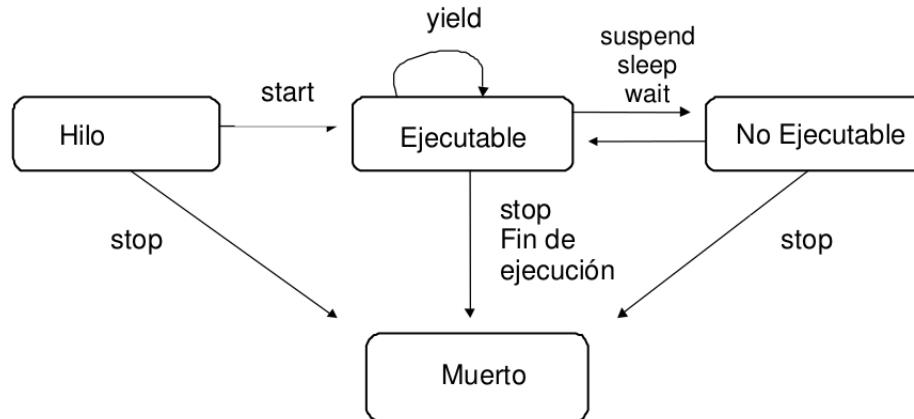 yield
suspend
sleep
wait
start
Hilo
Ejecutable
No Ejecutable
stop
stop
Fin de
ejecución
stop
Muerto